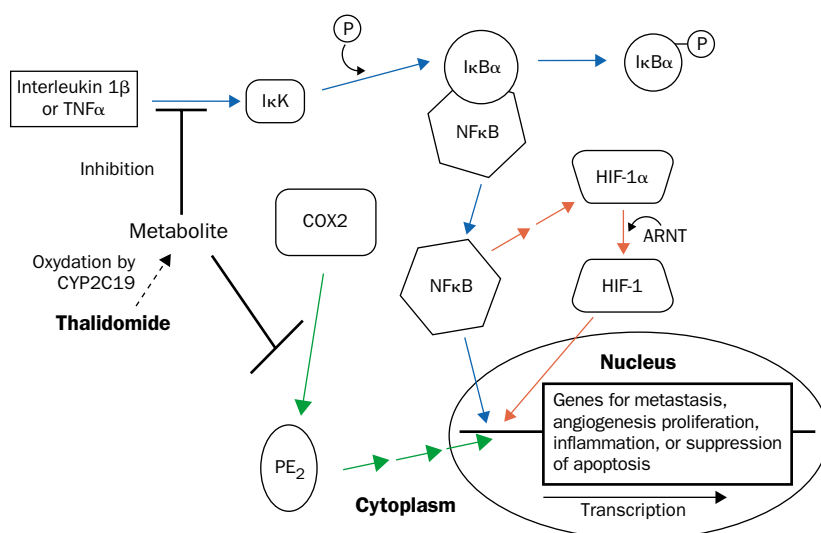 P
IκBα
IκBα
P
Interleukin 1β
or TNFα
IκK
NFκB
Inhibition
HIF-1α
COX2
Metabolite
ARNT
Oxydation by
CYP2C19
NFκB
HIF-1
Thalidomide
Nucleus
Genes for metastasis,
angiogenesis proliferation,
inflammation, or suppression
of apoptosis
PE2
Cytoplasm
Transcription